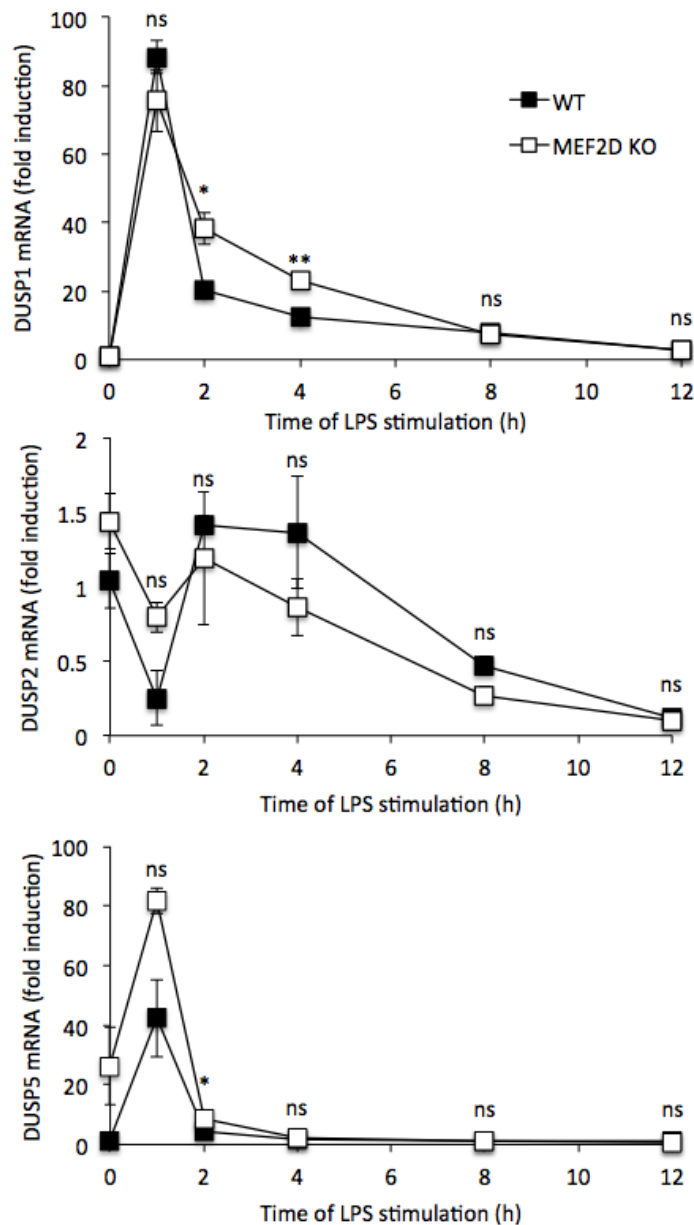 ns
100
80
60
40
20
0
DUSP1 mRNA (fold induction)
WT
MEF2D KO
*
**
ns
ns
0 2 4 6 8 10 12
Time of LPS stimulation (h)
2
1.5
1
0.5
0
DUSP2 mRNA (fold induction)
ns
ns
ns
ns
ns
0 2 4 6 8 10 12
Time of LPS stimulation (h)
100
80
60
40
20
0
DUSP5 mRNA (fold induction)
ns
*
ns
ns
ns
0 2 4 6 8 10 12
Time of LPS stimulation (h)